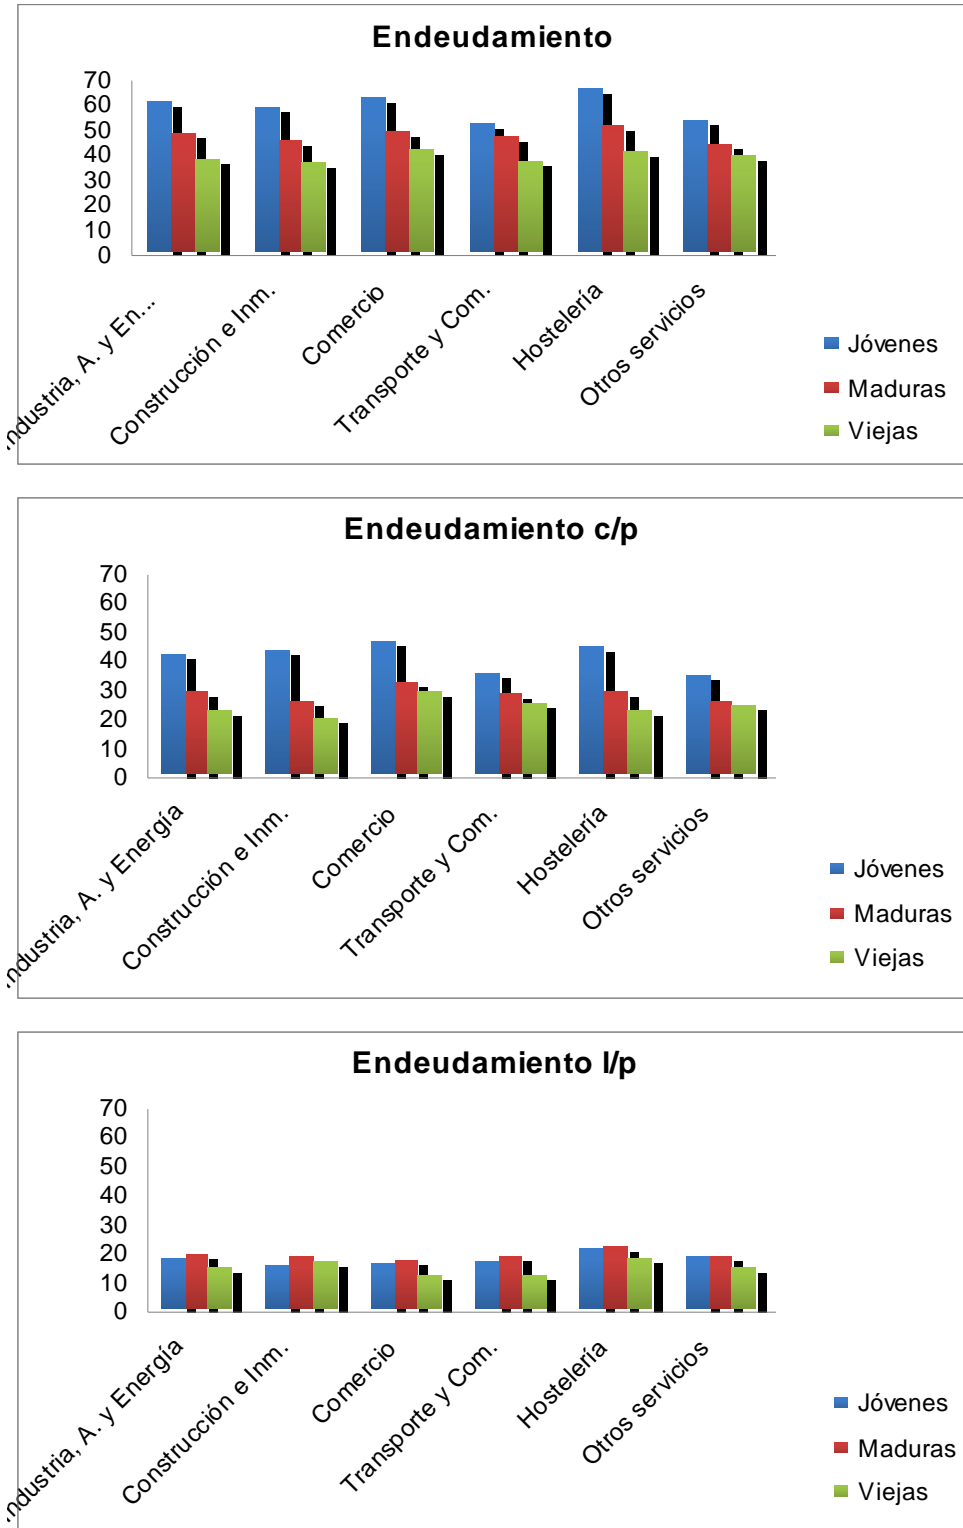 Endeudamiento
70
60
50
40
30
20
10
0
ndustria, A. y En...
Construcción e Inm.
Comercio
Transporte y Com.
Hostelería
Otros servicios
Jóvenes
Maduras
Viejas
Endeudamiento c/p
70
60
50
40
30
20
10
0
ndustria, A. y Energía
Construcción e Inm.
Comercio
Transporte y Com.
Hostelería
Otros servicios
Jóvenes
Maduras
Viejas
Endeudamiento l/p
70
60
50
40
30
20
10
0
ndustria, A. y Energía
Construcción e Inm.
Comercio
Transporte y Com.
Hostelería
Otros servicios
Jóvenes
Maduras
Viejas